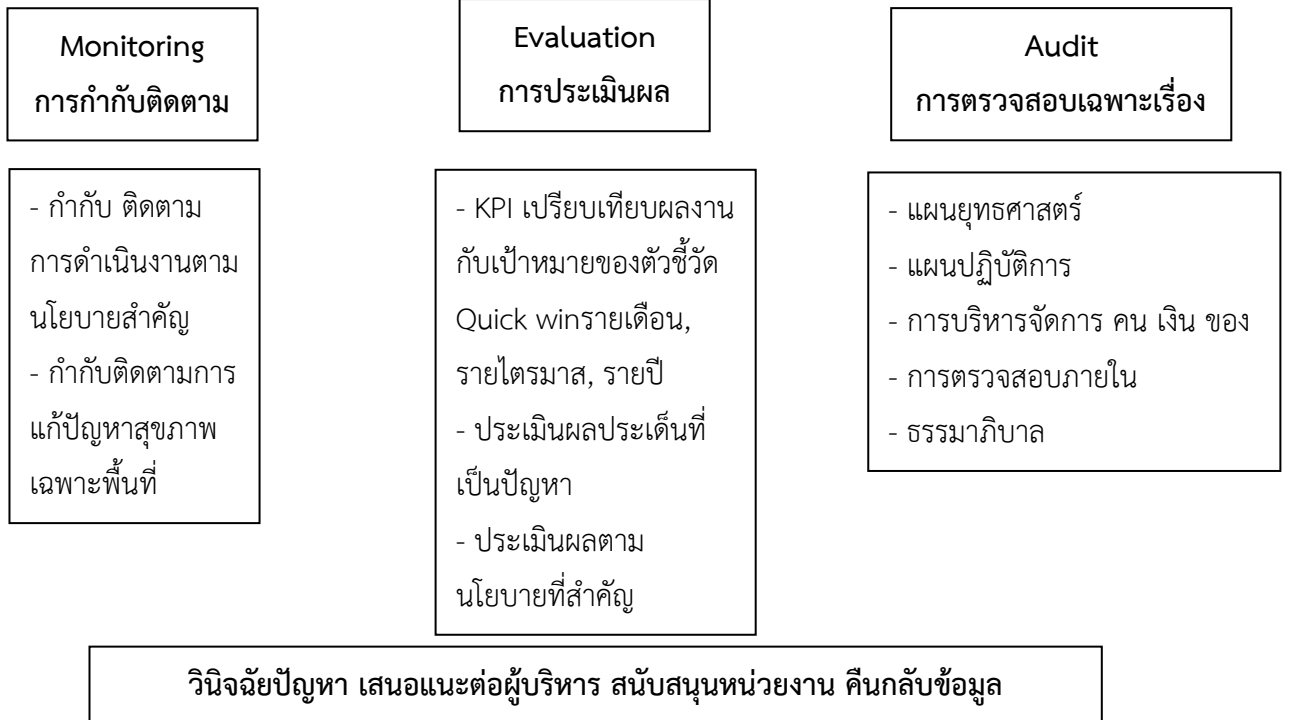 Monitoring
การกำกับติดตาม
Evaluation
การประเมินผล
Audit
การตรวจสอบเฉพาะเรื่อง
- กำกับ ติดตาม
การดำเนินงานตาม
นโยบายสำคัญ
- กำกับติดตามการ
แก้ปัญหาสุขภาพ
เฉพาะพื้นที่
- KPI เปรียบเทียบผลงาน
กับเป้าหมายของตัวชี้วัด
Quick winรายเดือน,
รายไตรมาส, รายปี
- ประเมินผลประเด็นที่
เป็นปัญหา
- ประเมินผลตาม
นโยบายที่สำคัญ
- แผนยุทธศาสตร์
- แผนปฏิบัติการ
- การบริหารจัดการ คน เงิน ของ
- การตรวจสอบภายใน
- ธรรมาภิบาล
วินิจฉัยปัญหา เสนอแนะต่อผู้บริหาร สนับสนุนหน่วยงาน คืนกลับข้อมูล